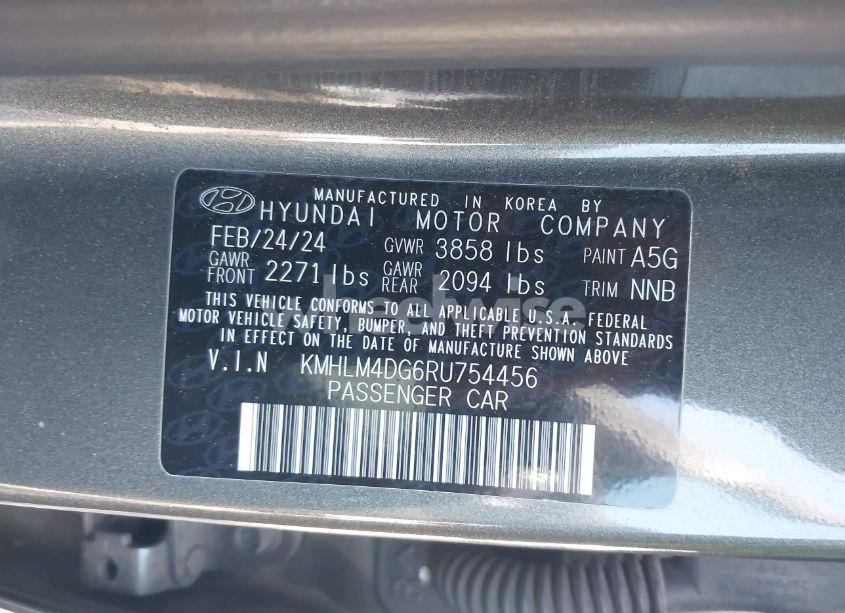 MANUFACTURED IN KOREA BY
HYUNDAI MOTOR COMPANY
FEB/24/24 GVWR 3858 lbs PAINT A5G
GAWR FRONT 2271 lbs GAWR REAR 2094 lbs TRIM NNB
THIS VEHICLE CONFORMS TO ALL APPLICABLE U.S.A. FEDERAL
MOTOR VEHICLE SAFETY, BUMPER, AND THEFT PREVENTION STANDARDS
IN EFFECT ON THE DATE OF MANUFACTURE SHOWN ABOVE
V.I.N KMHLM4DG6RU754456
PASSENGER CAR
wheelwise